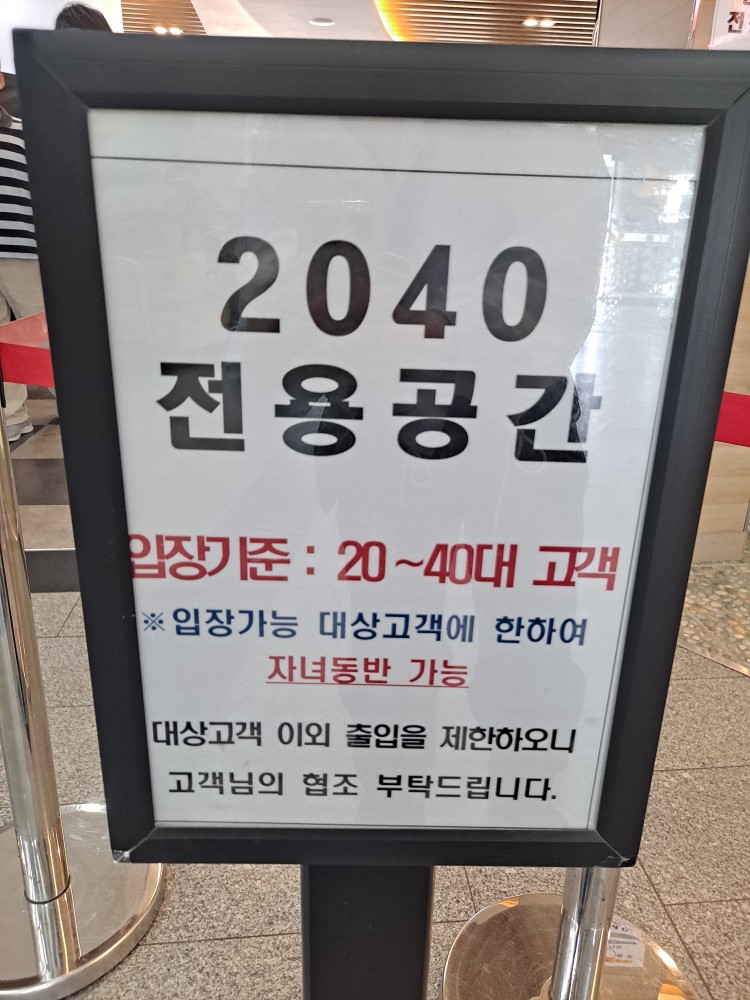 2040
전용공간
입장기준 : 20~40대 고객
※입장가능 대상고객에 한하여
자녀동반 가능
대상고객 이외 출입을 제한하오니
고객님의 협조 부탁드립니다.